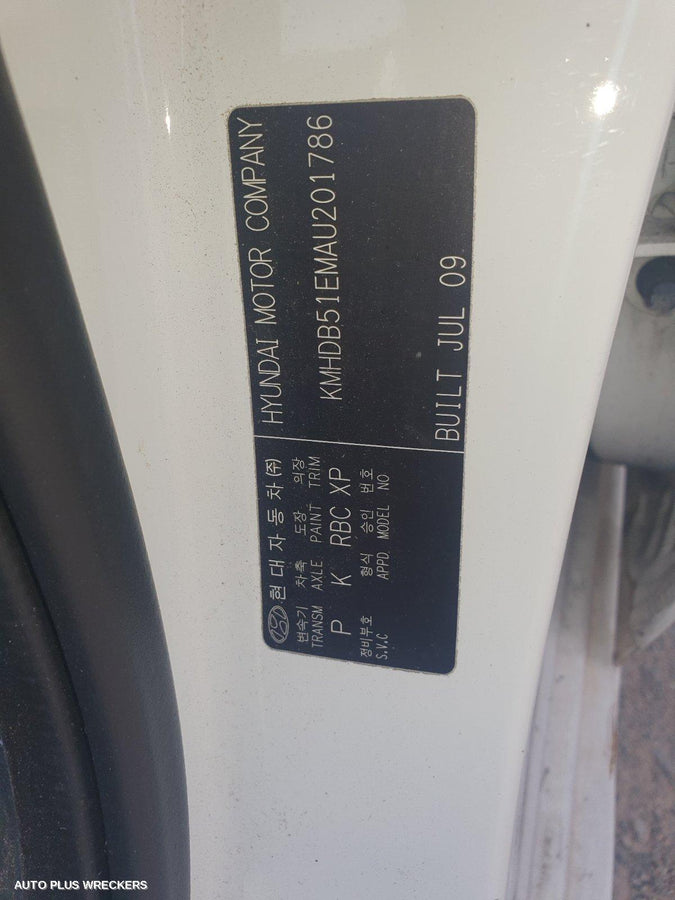 현대자동차(주) HYUNDAI MOTOR COMPANY
변속기 차축 도장 의장
TRANSM AXLE PAINT TRIM
P K RBC XP
KMHDB51EMAU201786
정비부호 형식 승인 번호
S.V.C APPD MODEL NO
BUILT JUL 09
AUTO PLUS WRECKERS